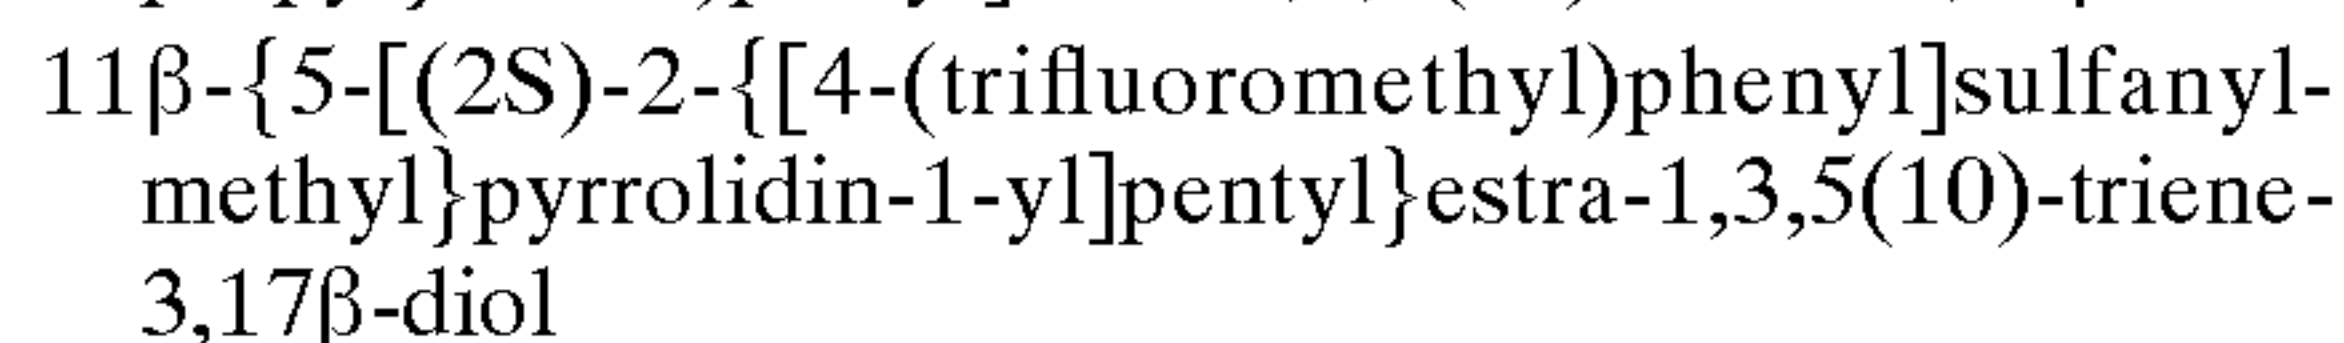 11β-{5-[(2S)-2-{[4-(trifluoromethyl)phenyl]sulfanyl-
methyl}pyrrolidin-1-yl]pentyl}estra-1,3,5(10)-triene-
3,17β-diol